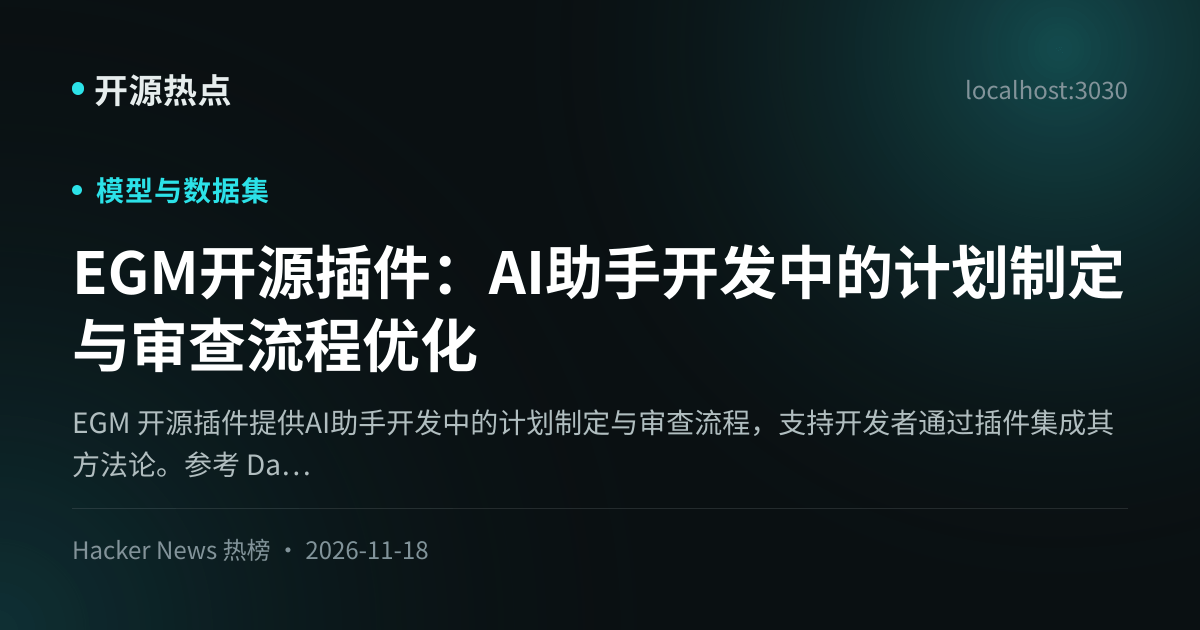 开源热点
localhost:3030
模型与数据集
EGM开源插件：AI助手开发中的计划制定
与审查流程优化
EGM 开源插件提供AI助手开发中的计划制定与审查流程，支持开发者通过插件集成其
方法论。参考 Da…
Hacker News 热榜 · 2026-11-18